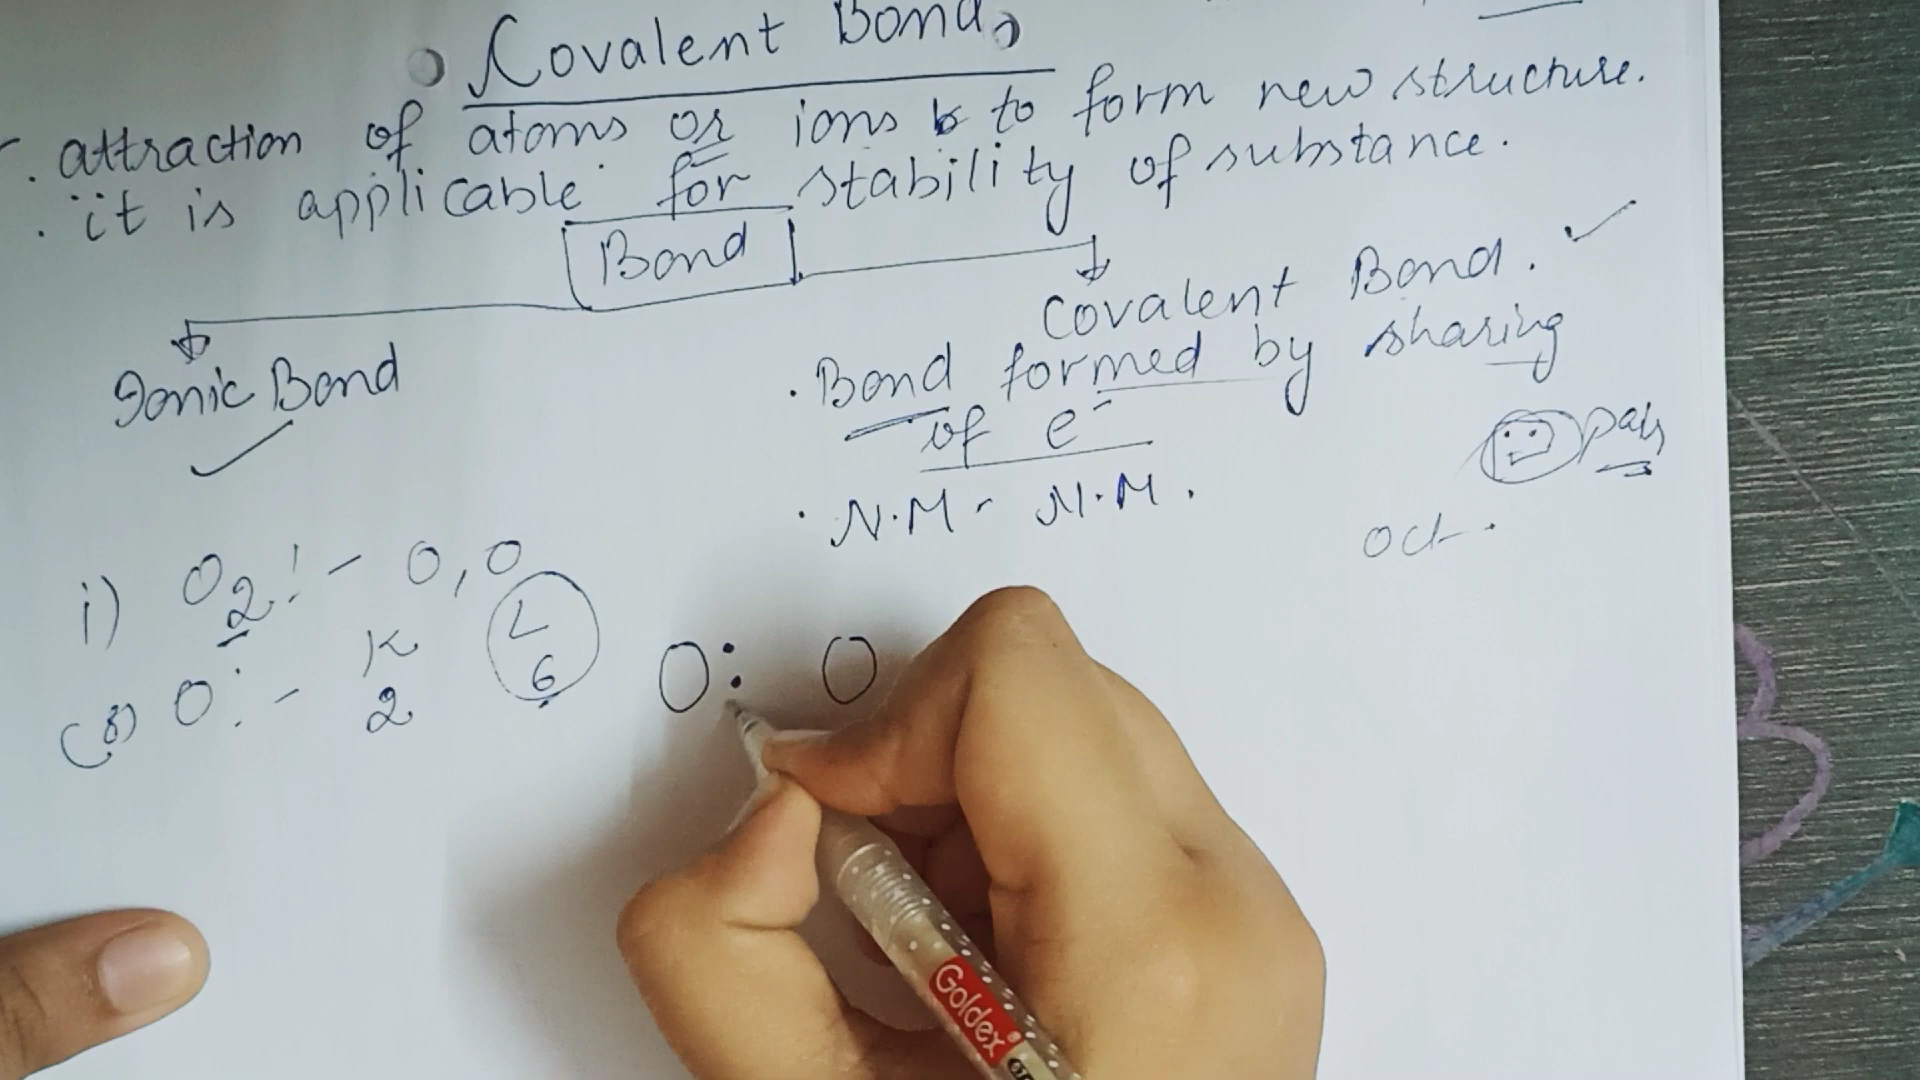 Covalent Bond
. attraction of atoms or ions to form new structure.
. it is applicable for stability of substance.
Bond
Ionic Bond
Covalent Bond.
. Bond formed by sharing
of e-
. N.M - N.M.
oct.
i) O2 :- O, O
K L
(8) O :- 2 6
O: O
Goldex